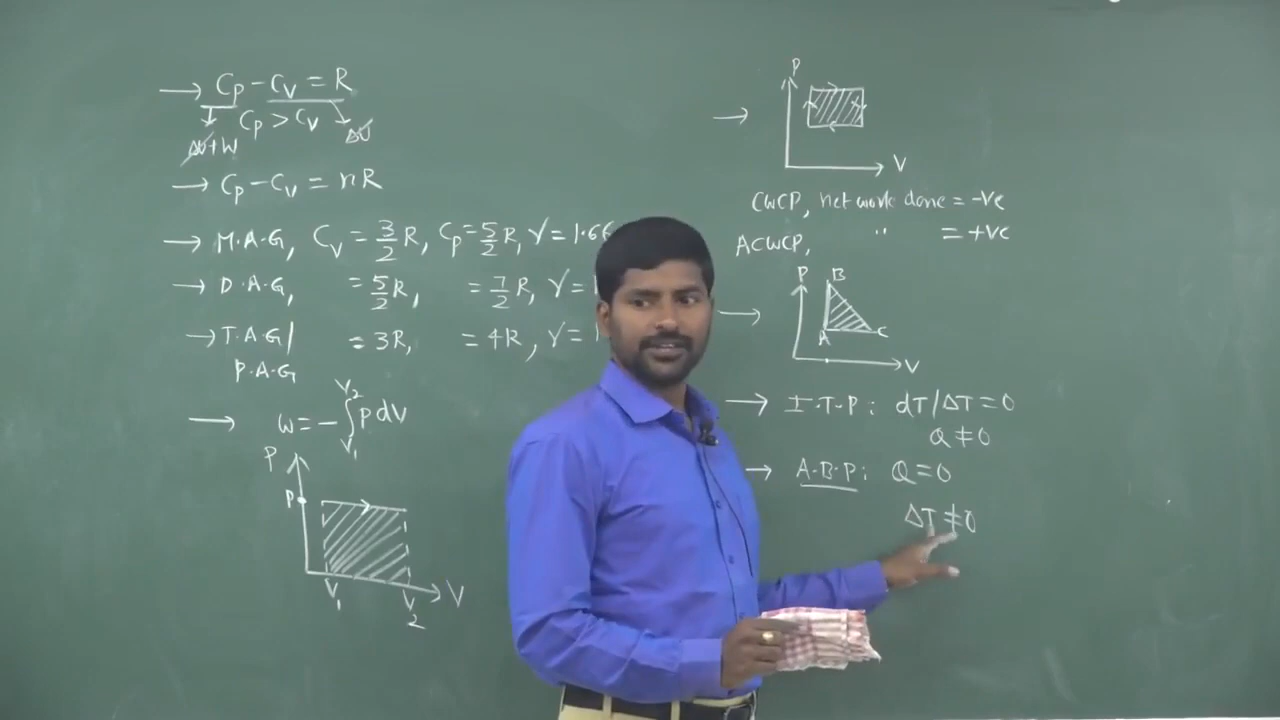 → Cp - Cv = R
Cp > Cv
ΔU+W
ΔU
→ Cp - Cv = nR
→ M.A.G, Cv = 3/2 R, Cp = 5/2 R, γ = 1.66
→ D.A.G, = 5/2 R, = 7/2 R, γ = 1
→ T.A.G/ = 3R, = 4R, γ = 1
P.A.G
→ W = - ∫ V₁ V₂ P dV
P
P
V₁ V₂ V
→ P
V
CWCP, net work done = -ve
ACWCP, " = +ve
→ P B
A C
V
→ I.T.P: dT/ΔT = 0
Q ≠ 0
→ A.B.P: Q = 0
ΔT ≠ 0